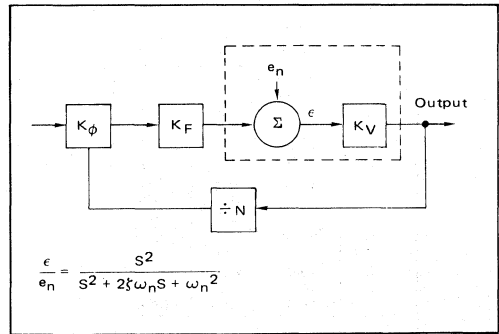 e_n
Output
K_ϕ
K_F
Σ
ϵ
K_V
÷ N
ϵ/e_n = S²/(S² + 2ζω_nS + ω_n²)